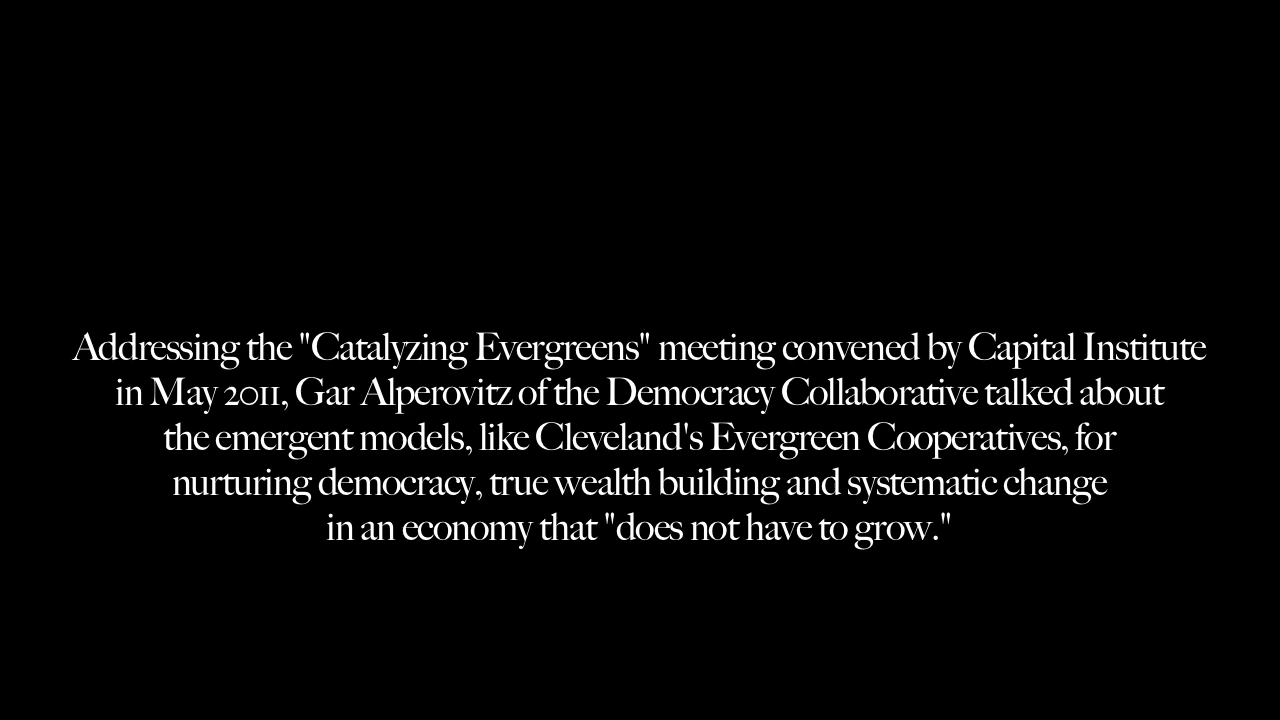 Addressing the "Catalyzing Evergreens" meeting convened by Capital Institute
in May 2011, Gar Alperovitz of the Democracy Collaborative talked about
the emergent models, like Cleveland's Evergreen Cooperatives, for
nurturing democracy, true wealth building and systematic change
in an economy that "does not have to grow."